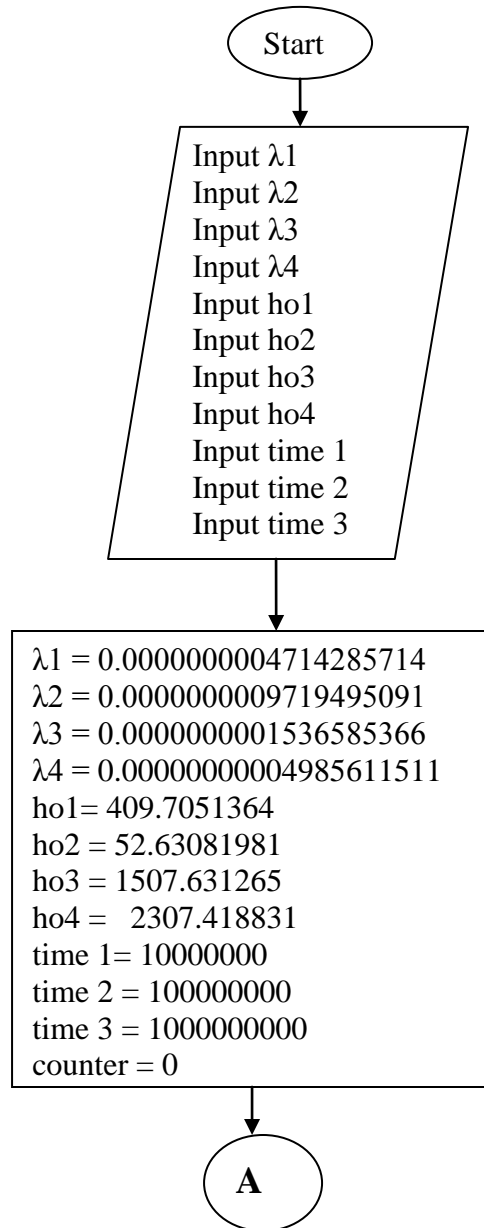 Start
Input λ1
Input λ2
Input λ3
Input λ4
Input ho1
Input ho2
Input ho3
Input ho4
Input time 1
Input time 2
Input time 3
λ1 = 0.0000000004714285714
λ2 = 0.0000000009719495091
λ3 = 0.0000000001536585366
λ4 = 0.00000000004985611511
ho1= 409.7051364
ho2 = 52.63081981
ho3 = 1507.631265
ho4 =   2307.418831
time 1= 10000000
time 2 = 100000000
time 3 = 1000000000
counter = 0
A